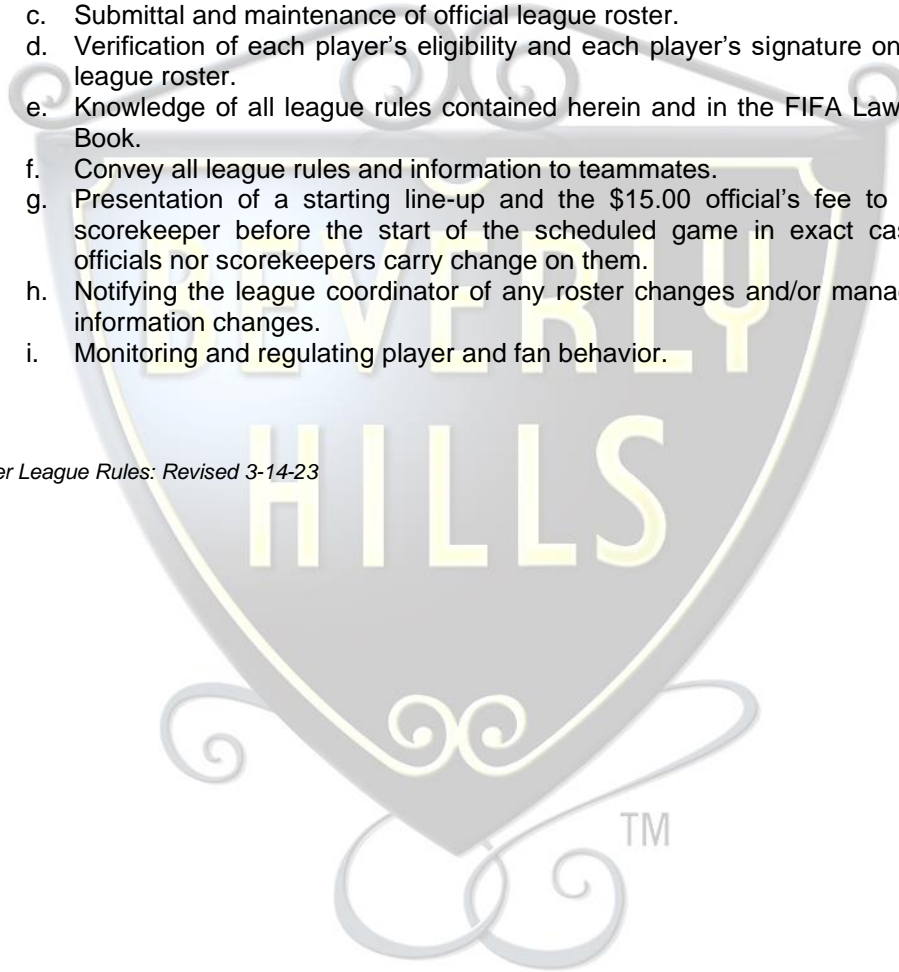 c. Submittal and maintenance of official league roster.
d. Verification of each player's eligibility and each player's signature on
league roster.
e. Knowledge of all league rules contained herein and in the FIFA Law
Book.
f. Convey all league rules and information to teammates.
g. Presentation of a starting line-up and the $15.00 official's fee to
scorekeeper before the start of the scheduled game in exact
officials nor scorekeepers carry change on them.
h. Notifying the league coordinator of any roster changes and/or
information changes.
i. Monitoring and regulating player and fan behavior.
BEVERLY
HILLS
League Rules: Revised 3-14-23
TM